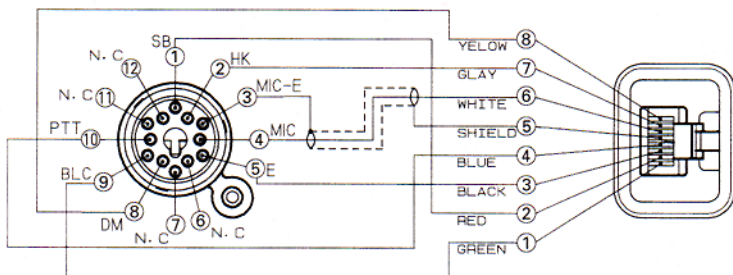 SB ①
N.C ⑫
② HK
N.C ⑪
③ MIC-E
PTT ⑩
④ MIC
BLC ⑨
⑤ E
DM ⑧
N.C ⑦
⑥ N.C
YELOW ⑧
GLAY ⑦
WHITE ⑥
SHIELD ⑤
BLUE ④
BLACK ③
RED ②
GREEN ①